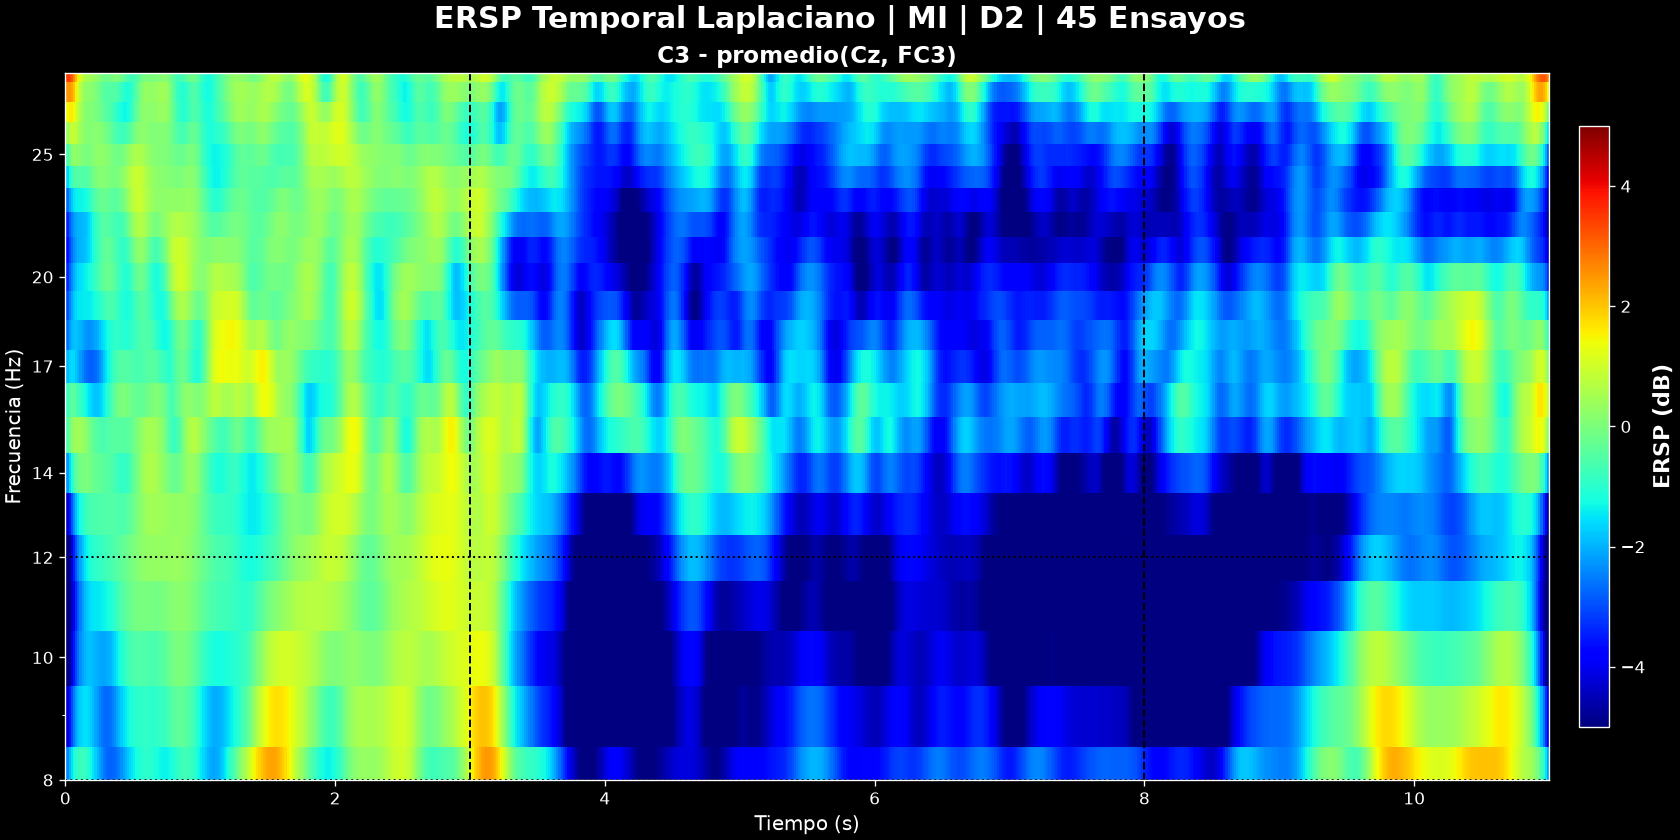 ERSP Temporal Laplaciano | MI | D2 | 45 Ensayos
C3 - promedio(Cz, FC3)
Frecuencia (Hz)
25
20
17
14
12
10
8
0 2 4 6 8 10
Tiempo (s)
4
2
0
−2
−4
ERSP (dB)